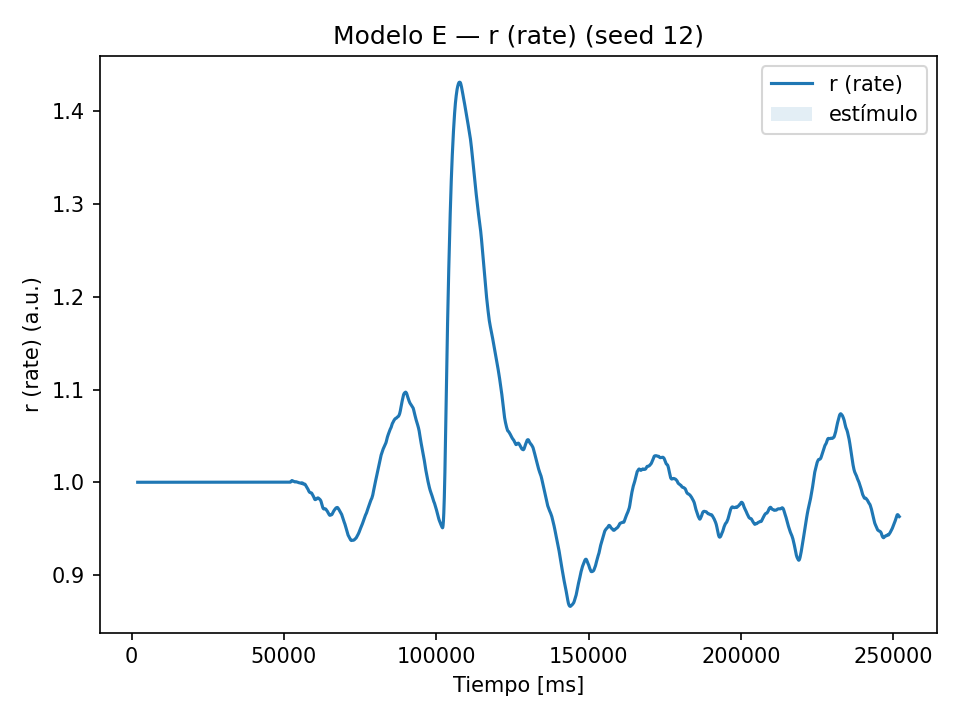 Modelo E — r (rate) (seed 12)
r (rate)
estímulo
r (rate) (a.u.)
1.4
1.3
1.2
1.1
1.0
0.9
0
50000
100000
150000
200000
250000
Tiempo [ms]